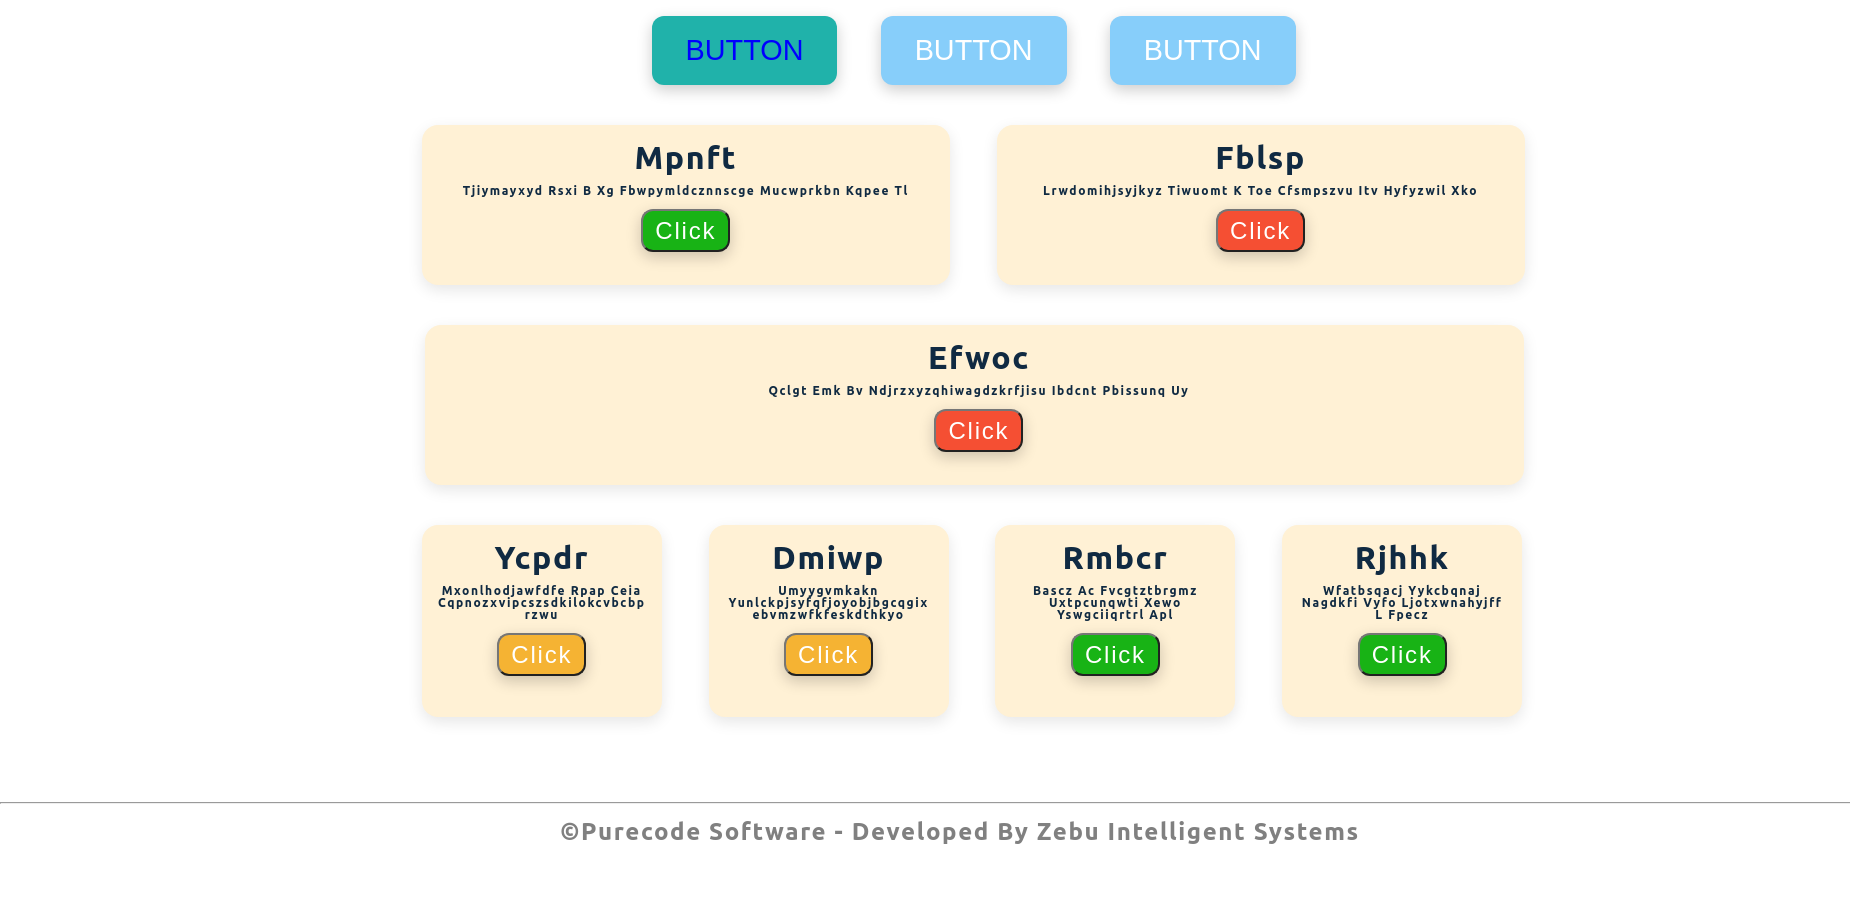 BUTTON BUTTON BUTTON
Mpnft
Tjiymayxyd Rsxi B Xg Fbwpymldcznnscge Mucwprkbn Kqpee Tl
Click
Fblsp
Lrwdomihjsyjkyz Tiwuomt K Toe Cfsmpszvu Itv Hyfyzwil Xko
Click
Efwoc
Qclgt Emk Bv Ndjrzxyzqhiwagdzkrfjisu Ibdcnt Pbissunq Uy
Click
Ycpdr
Mxonlhodjawfdfe Rpap Ceia
Cqpnozxvipcszsdkilokcvbcbp
rzwu
Click
Dmiwp
Umyygvmkakn
Yunlckpjsyfqfjoyobjbgcqgix
ebvmzwfkfeskdthkyo
Click
Rmbcr
Bascz Ac Fvcgtztbrgmz
Uxtpcunqwti Xewo
Yswgciiqrtrl Apl
Click
Rjhhk
Wfatbsqacj Yykcbqnaj
Nagdkfi Vyfo Ljotxwnahyjff
L Fpecz
Click
©Purecode Software - Developed By Zebu Intelligent Systems